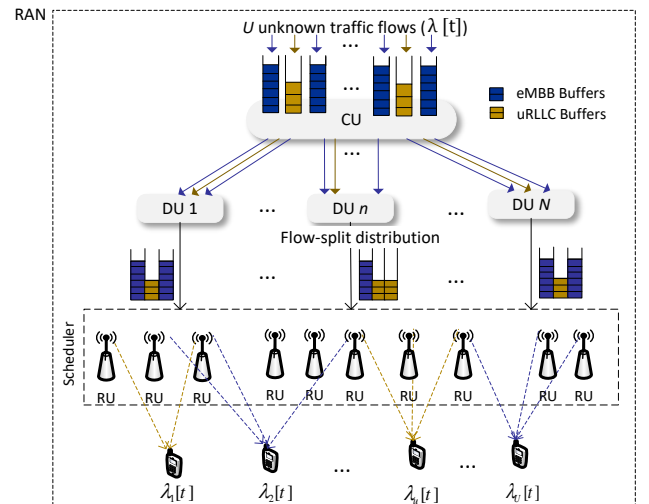 RAN
U unknown traffic flows (λ [t])
...
... ...
eMBB Buffers
uRLLC Buffers
CU
...
DU 1 ... DU n ... DU N
Flow-split distribution
... ...
Scheduler
RU RU RU RU RU RU RU RU RU RU
... ...
λ₁[t] λ₂[t] λᵤ[t] λ_U[t]